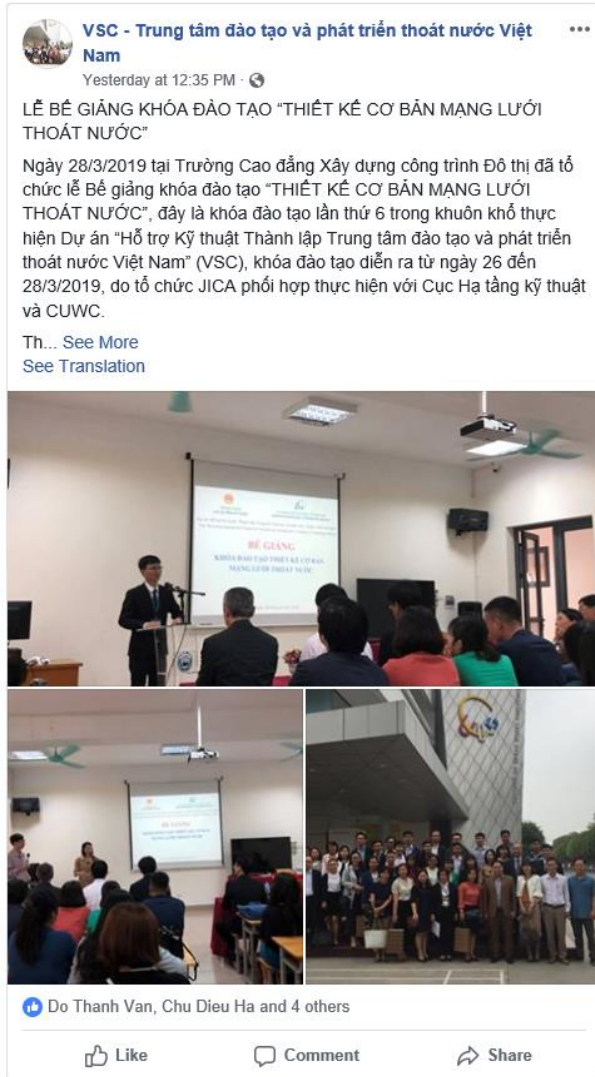 VSC - Trung tâm đào tạo và phát triển thoát nước Việt
Nam
Yesterday at 12:35 PM ·
LỄ BẾ GIẢNG KHÓA ĐÀO TẠO “THIẾT KẾ CƠ BẢN MẠNG LƯỚI
THOÁT NƯỚC”
Ngày 28/3/2019 tại Trường Cao đẳng Xây dựng công trình Đô thị đã tổ
chức lễ Bế giảng khóa đào tạo “THIẾT KẾ CƠ BẢN MẠNG LƯỚI
THOÁT NƯỚC”, đây là khóa đào tạo lần thứ 6 trong khuôn khổ thực
hiện Dự án “Hỗ trợ Kỹ thuật Thành lập Trung tâm đào tạo và phát triển
thoát nước Việt Nam” (VSC), khóa đào tạo diễn ra từ ngày 26 đến
28/3/2019, do tổ chức JICA phối hợp thực hiện với Cục Hạ tầng kỹ thuật
và CUWC.
Th... See More
See Translation
BẾ GIẢNG
KHÓA ĐÀO TẠO THIẾT KẾ CƠ BẢN
MẠNG LƯỚI THOÁT NƯỚC
BẾ GIẢNG
Do Thanh Van, Chu Dieu Ha and 4 others
Like
Comment
Share